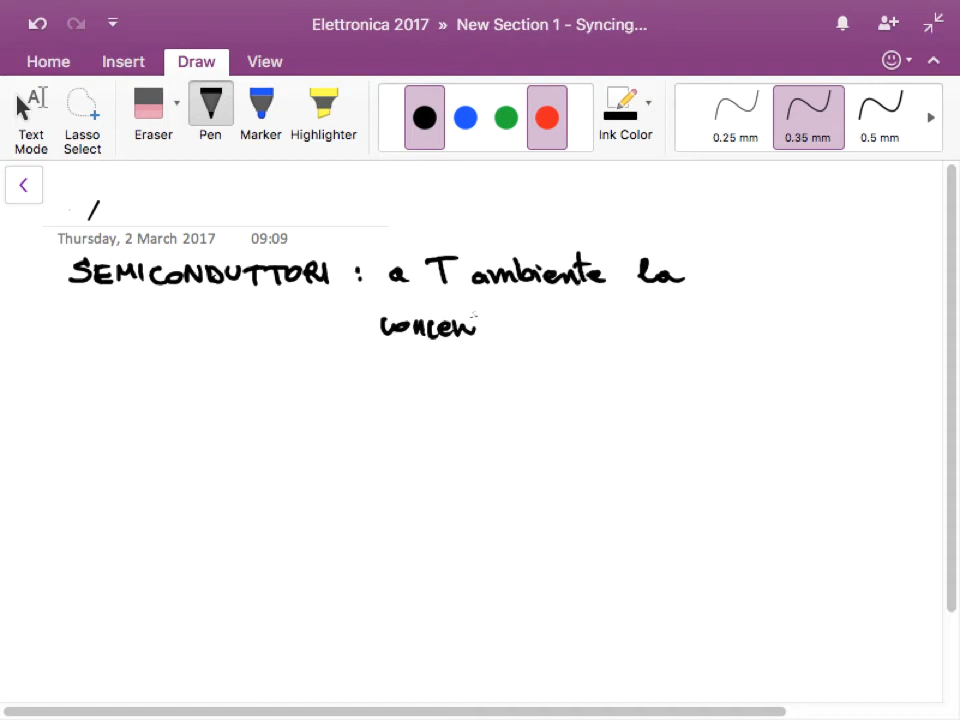 Elettronica 2017 » New Section 1 - Syncing...
Home Insert Draw View
Text Mode Lasso Select Eraser Pen Marker Highlighter Ink Color 0.25 mm 0.35 mm 0.5 mm
Thursday, 2 March 2017 09:09
SEMICONDUTTORI : a T ambiente la
concen